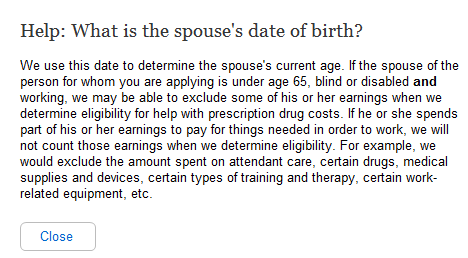 Help: What is the spouse's date of birth?
We use this date to determine the spouse's current age. If the spouse of the
person for whom you are applying is under age 65, blind or disabled and
working, we may be able to exclude some of his or her earnings when we
determine eligibility for help with prescription drug costs. If he or she spends
part of his or her earnings to pay for things needed in order to work, we will
not count those earnings when we determine eligibility. For example, we
would exclude the amount spent on attendant care, certain drugs, medical
supplies and devices, certain types of training and therapy, certain work-
related equipment, etc.
Close